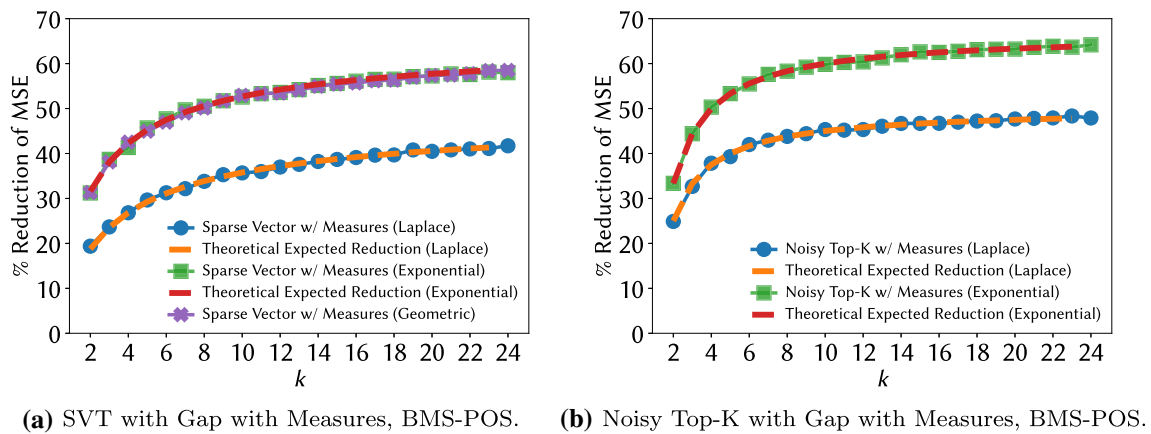 70
60
50
40
30
20
10
0
% Reduction of MSE
Sparse Vector w/ Measures (Laplace)
Theoretical Expected Reduction (Laplace)
Sparse Vector w/ Measures (Exponential)
Theoretical Expected Reduction (Exponential)
Sparse Vector w/ Measures (Geometric)
2 4 6 8 10 12 14 16 18 20 22 24
k
(a) SVT with Gap with Measures, BMS-POS.
70
60
50
40
30
20
10
0
% Reduction of MSE
Noisy Top-K w/ Measures (Laplace)
Theoretical Expected Reduction (Laplace)
Noisy Top-K w/ Measures (Exponential)
Theoretical Expected Reduction (Exponential)
2 4 6 8 10 12 14 16 18 20 22 24
k
(b) Noisy Top-K with Gap with Measures, BMS-POS.